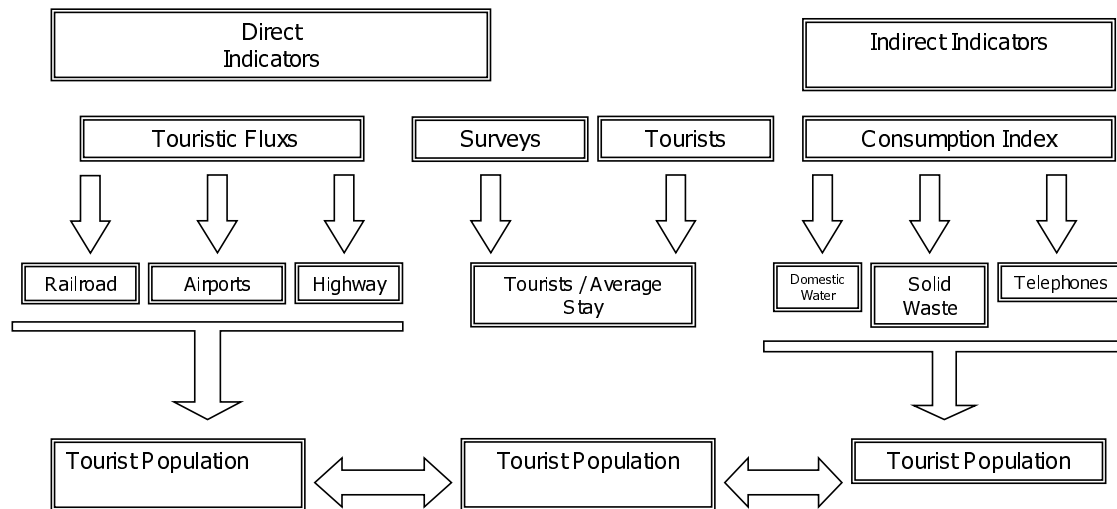 Direct
Indicators
Indirect Indicators
Touristic Fluxs
Surveys
Tourists
Consumption Index
Railroad
Airports
Highway
Tourists / Average
Stay
Domestic
Water
Solid
Waste
Telephones
Tourist Population
Tourist Population
Tourist Population